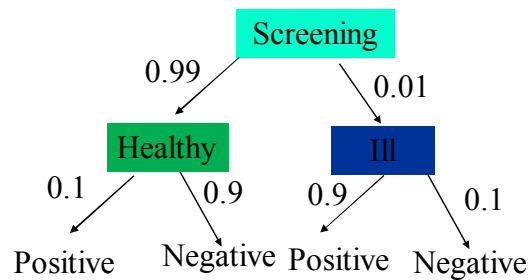 Screening
0.99 0.01
Healthy Ill
0.1 0.9 0.9 0.1
Positive Negative Positive Negative